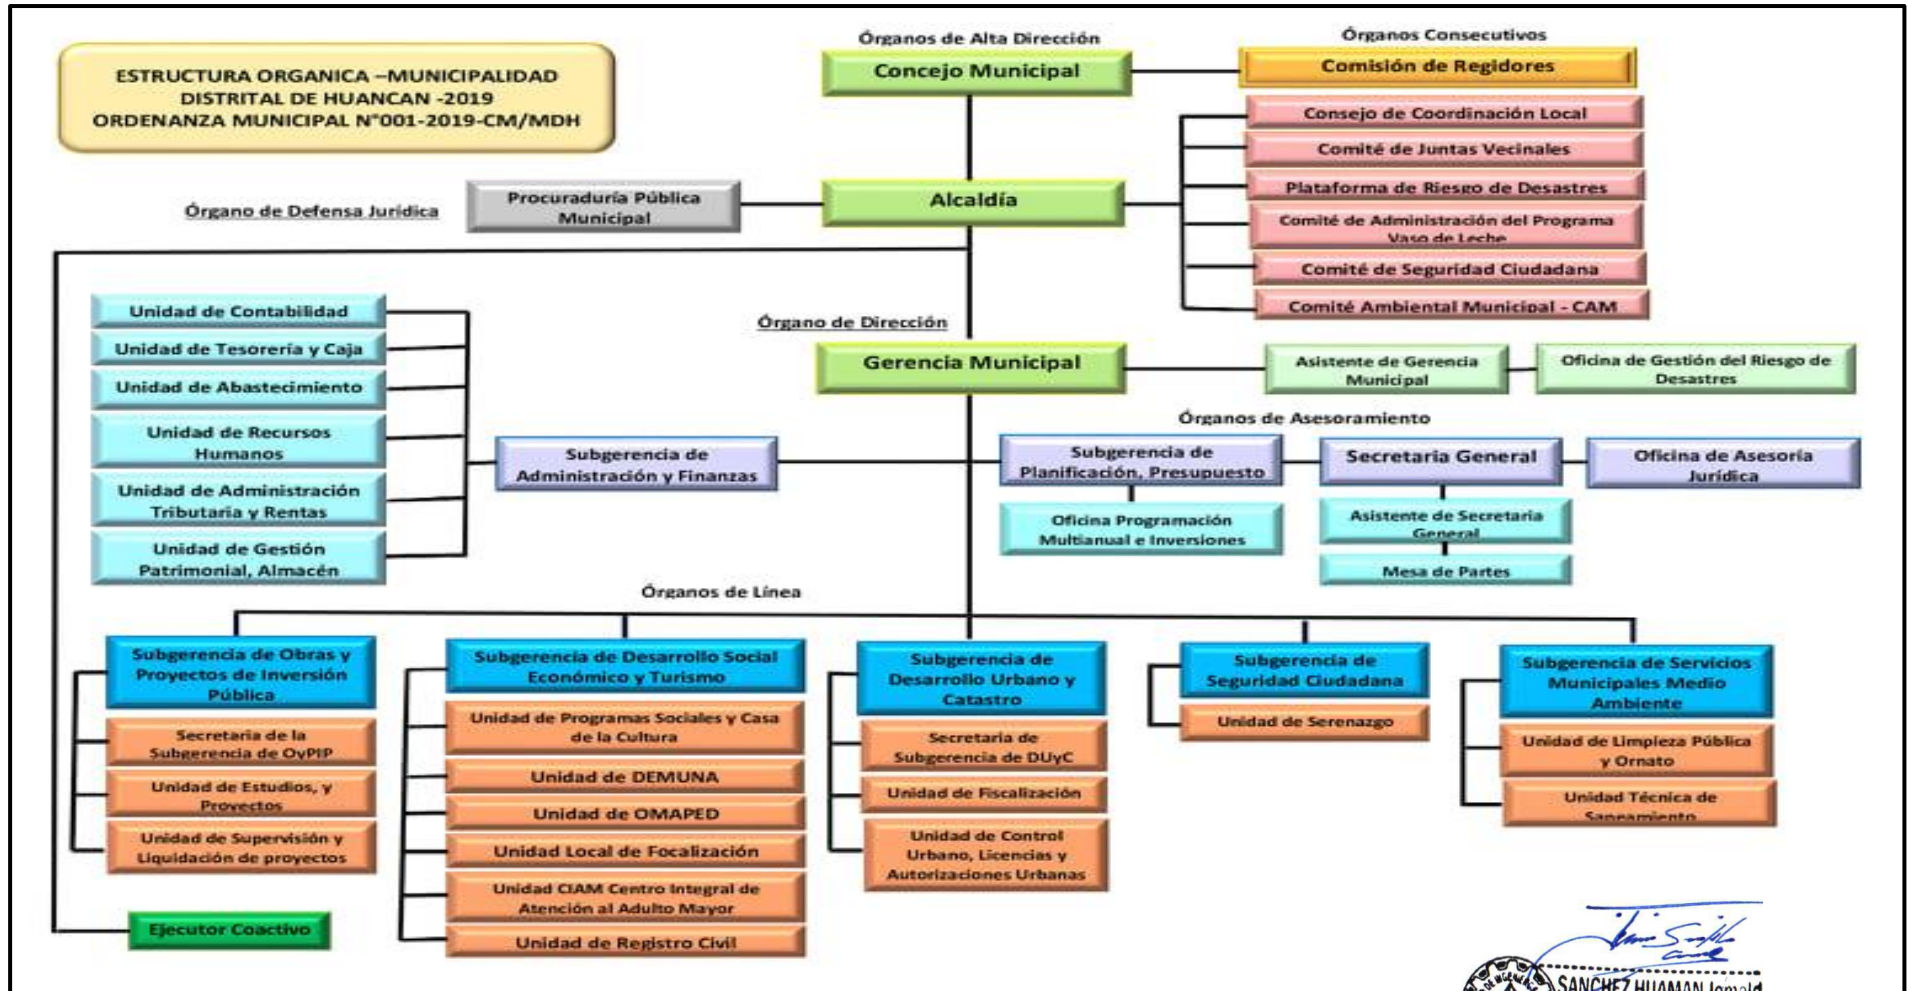 ESTRUCTURA ORGANICA –MUNICIPALIDAD
DISTRITAL DE HUANCAN -2019
ORDENANZA MUNICIPAL N°001-2019-CM/MDH
Órganos de Alta Dirección
Concejo Municipal
Órganos Consecutivos
Comisión de Regidores
Consejo de Coordinación Local
Comité de Juntas Vecinales
Plataforma de Riesgo de Desastres
Comité de Administración del Programa
Vaso de Leche
Comité de Seguridad Ciudadana
Comité Ambiental Municipal - CAM
Órgano de Defensa Jurídica
Procuraduría Pública
Municipal
Alcaldía
Órgano de Dirección
Gerencia Municipal
Asistente de Gerencia
Municipal
Oficina de Gestión del Riesgo de
Desastres
Unidad de Contabilidad
Unidad de Tesorería y Caja
Unidad de Abastecimiento
Unidad de Recursos
Humanos
Unidad de Administración
Tributaria y Rentas
Unidad de Gestión
Patrimonial, Almacén
Subgerencia de
Administración y Finanzas
Órganos de Asesoramiento
Subgerencia de
Planificación, Presupuesto
Oficina Programación
Multianual e Inversiones
Secretaria General
Asistente de Secretaria
General
Mesa de Partes
Oficina de Asesoría
Jurídica
Órganos de Línea
Subgerencia de Obras y
Proyectos de Inversión
Pública
Secretaria de la
Subgerencia de OyPIP
Unidad de Estudios, y
Proyectos
Unidad de Supervisión y
Liquidación de proyectos
Ejecutor Coactivo
Subgerencia de Desarrollo Social
Económico y Turismo
Unidad de Programas Sociales y Casa
de la Cultura
Unidad de DEMUNA
Unidad de OMAPED
Unidad Local de Focalización
Unidad CIAM Centro Integral de
Atención al Adulto Mayor
Unidad de Registro Civil
Subgerencia de
Desarrollo Urbano y
Catastro
Secretaria de
Subgerencia de DUyC
Unidad de Fiscalización
Unidad de Control
Urbano, Licencias y
Autorizaciones Urbanas
Subgerencia de
Seguridad Ciudadana
Unidad de Serenazgo
Subgerencia de Servicios
Municipales Medio
Ambiente
Unidad de Limpieza Pública
y Ornato
Unidad Técnica de
Saneamiento
SANCHEZ HUAMAN